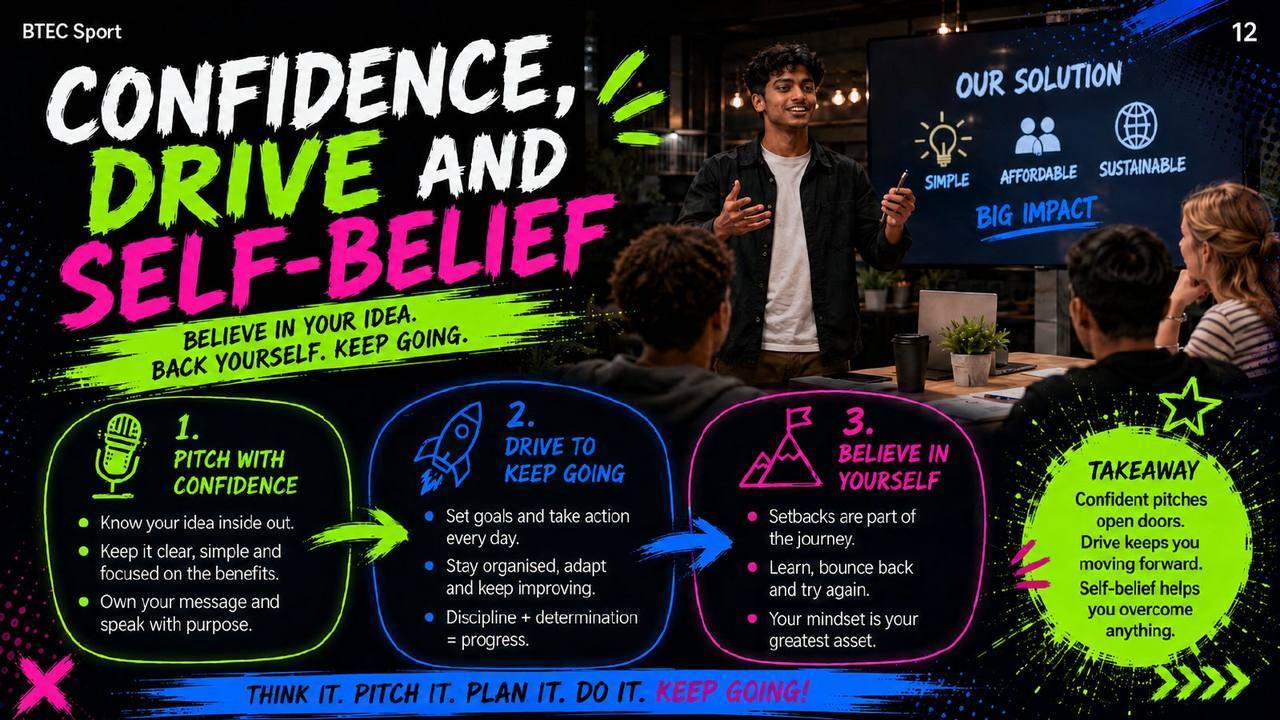 BTEC Sport
12
CONFIDENCE,
DRIVE AND
SELF-BELIEF
BELIEVE IN YOUR IDEA.
BACK YOURSELF. KEEP GOING.
OUR SOLUTION
SIMPLE
AFFORDABLE
SUSTAINABLE
BIG IMPACT
1.
PITCH WITH
CONFIDENCE
Know your idea inside out.
Keep it clear, simple and
focused on the benefits.
Own your message and
speak with purpose.
2.
DRIVE TO
KEEP GOING
Set goals and take action
every day.
Stay organised, adapt
and keep improving.
Discipline + determination
= progress.
3.
BELIEVE IN
YOURSELF
Setbacks are part of
the journey.
Learn, bounce back
and try again.
Your mindset is your
greatest asset.
TAKEAWAY
Confident pitches
open doors.
Drive keeps you
moving forward.
Self-belief helps
you overcome
anything.
THINK IT. PITCH IT. PLAN IT. DO IT. KEEP GOING!